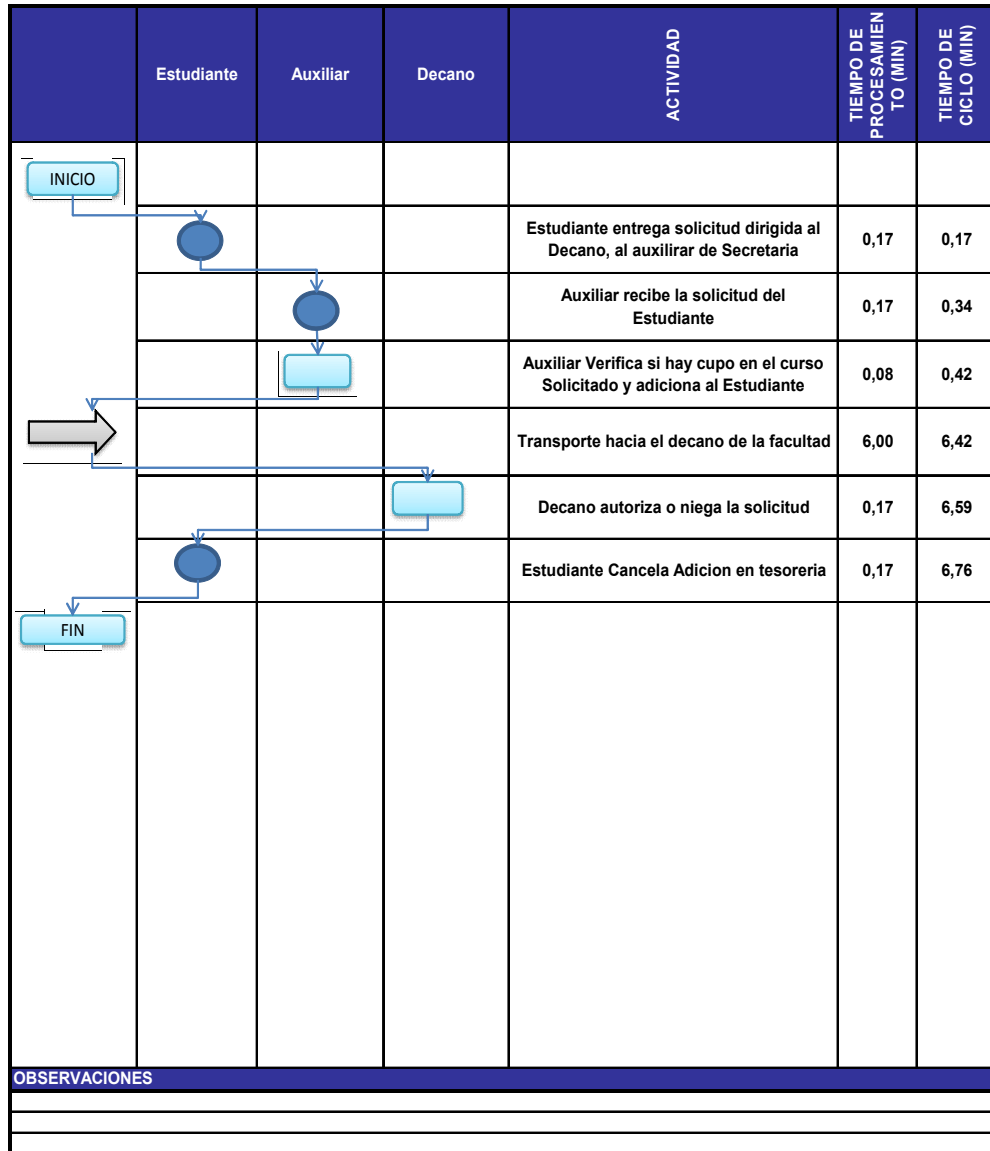 Estudiante
Auxiliar
Decano
ACTIVIDAD
TIEMPO DE
PROCESAMIEN
TO (MIN)
TIEMPO DE
CICLO (MIN)
INICIO
Estudiante entrega solicitud dirigida al
Decano, al auxilirar de Secretaria
0,17
0,17
Auxiliar recibe la solicitud del
Estudiante
0,17
0,34
Auxiliar Verifica si hay cupo en el curso
Solicitado y adiciona al Estudiante
0,08
0,42
Transporte hacia el decano de la facultad
6,00
6,42
Decano autoriza o niega la solicitud
0,17
6,59
Estudiante Cancela Adicion en tesoreria
0,17
6,76
FIN
OBSERVACIONES